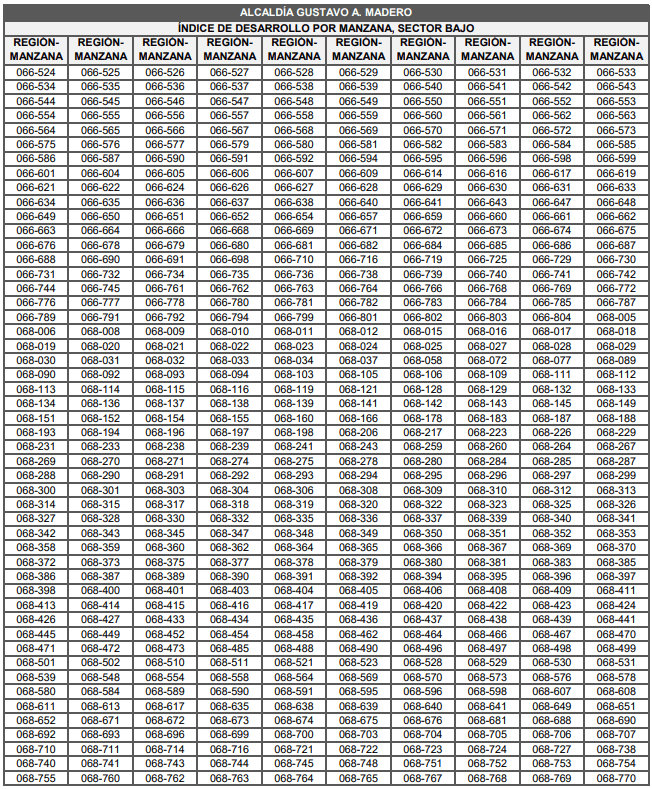 ALCALDÍA GUSTAVO A. MADERO
ÍNDICE DE DESARROLLO POR MANZANA, SECTOR BAJO
REGIÓN-MANZANA REGIÓN-MANZANA REGIÓN-MANZANA REGIÓN-MANZANA REGIÓN-MANZANA REGIÓN-MANZANA REGIÓN-MANZANA REGIÓN-MANZANA REGIÓN-MANZANA REGIÓN-MANZANA
066-524 066-525 066-526 066-527 066-528 066-529 066-530 066-531 066-532 066-533
066-534 066-535 066-536 066-537 066-538 066-539 066-540 066-541 066-542 066-543
066-544 066-545 066-546 066-547 066-548 066-549 066-550 066-551 066-552 066-553
066-554 066-555 066-556 066-557 066-558 066-559 066-560 066-561 066-562 066-563
066-564 066-565 066-566 066-567 066-568 066-569 066-570 066-571 066-572 066-573
066-575 066-576 066-577 066-579 066-580 066-581 066-582 066-583 066-584 066-585
066-586 066-587 066-590 066-591 066-592 066-594 066-595 066-596 066-598 066-599
066-601 066-604 066-605 066-606 066-607 066-609 066-614 066-616 066-617 066-619
066-621 066-622 066-624 066-626 066-627 066-628 066-629 066-630 066-631 066-633
066-634 066-635 066-636 066-637 066-638 066-640 066-641 066-643 066-647 066-648
066-649 066-650 066-651 066-652 066-654 066-657 066-659 066-660 066-661 066-662
066-663 066-664 066-666 066-668 066-669 066-671 066-672 066-673 066-674 066-675
066-676 066-678 066-679 066-680 066-681 066-682 066-684 066-685 066-686 066-687
066-688 066-690 066-691 066-698 066-710 066-716 066-719 066-725 066-729 066-730
066-731 066-732 066-734 066-735 066-736 066-738 066-739 066-740 066-741 066-742
066-744 066-745 066-761 066-762 066-763 066-764 066-766 066-768 066-769 066-772
066-776 066-777 066-778 066-780 066-781 066-782 066-783 066-784 066-785 066-787
066-789 066-791 066-792 066-794 066-799 066-801 066-802 066-803 066-804 068-005
068-006 068-008 068-009 068-010 068-011 068-012 068-015 068-016 068-017 068-018
068-019 068-020 068-021 068-022 068-023 068-024 068-025 068-027 068-028 068-029
068-030 068-031 068-032 068-033 068-034 068-037 068-058 068-072 068-077 068-089
068-090 068-092 068-093 068-094 068-103 068-105 068-106 068-109 068-111 068-112
068-113 068-114 068-115 068-116 068-119 068-121 068-128 068-129 068-132 068-133
068-134 068-136 068-137 068-138 068-139 068-141 068-142 068-143 068-145 068-149
068-151 068-152 068-154 068-155 068-160 068-166 068-178 068-183 068-187 068-188
068-193 068-194 068-196 068-197 068-198 068-206 068-217 068-223 068-226 068-229
068-231 068-233 068-238 068-239 068-241 068-243 068-259 068-260 068-264 068-267
068-269 068-270 068-271 068-274 068-275 068-278 068-280 068-284 068-285 068-287
068-288 068-290 068-291 068-292 068-293 068-294 068-295 068-296 068-297 068-299
068-300 068-301 068-303 068-304 068-306 068-308 068-309 068-310 068-312 068-313
068-314 068-315 068-317 068-318 068-319 068-320 068-322 068-323 068-325 068-326
068-327 068-328 068-330 068-332 068-335 068-336 068-337 068-339 068-340 068-341
068-342 068-343 068-345 068-347 068-348 068-349 068-350 068-351 068-352 068-353
068-358 068-359 068-360 068-362 068-364 068-365 068-366 068-367 068-369 068-370
068-372 068-373 068-375 068-377 068-378 068-379 068-380 068-381 068-383 068-385
068-386 068-387 068-389 068-390 068-391 068-392 068-394 068-395 068-396 068-397
068-398 068-400 068-401 068-403 068-404 068-405 068-406 068-408 068-409 068-411
068-413 068-414 068-415 068-416 068-417 068-419 068-420 068-422 068-423 068-424
068-426 068-427 068-433 068-434 068-435 068-436 068-437 068-438 068-439 068-441
068-445 068-449 068-452 068-454 068-458 068-462 068-464 068-466 068-467 068-470
068-471 068-472 068-473 068-485 068-488 068-490 068-496 068-497 068-498 068-499
068-501 068-502 068-510 068-511 068-521 068-523 068-528 068-529 068-530 068-531
068-539 068-548 068-554 068-558 068-564 068-569 068-570 068-573 068-576 068-578
068-580 068-584 068-589 068-590 068-591 068-595 068-596 068-598 068-607 068-608
068-611 068-613 068-617 068-635 068-638 068-639 068-640 068-641 068-649 068-651
068-652 068-671 068-672 068-673 068-674 068-675 068-676 068-681 068-688 068-690
068-692 068-693 068-696 068-699 068-700 068-703 068-704 068-705 068-706 068-707
068-710 068-711 068-714 068-716 068-721 068-722 068-723 068-724 068-727 068-738
068-740 068-741 068-743 068-744 068-745 068-748 068-751 068-752 068-753 068-754
068-755 068-760 068-762 068-763 068-764 068-765 068-767 068-768 068-769 068-770